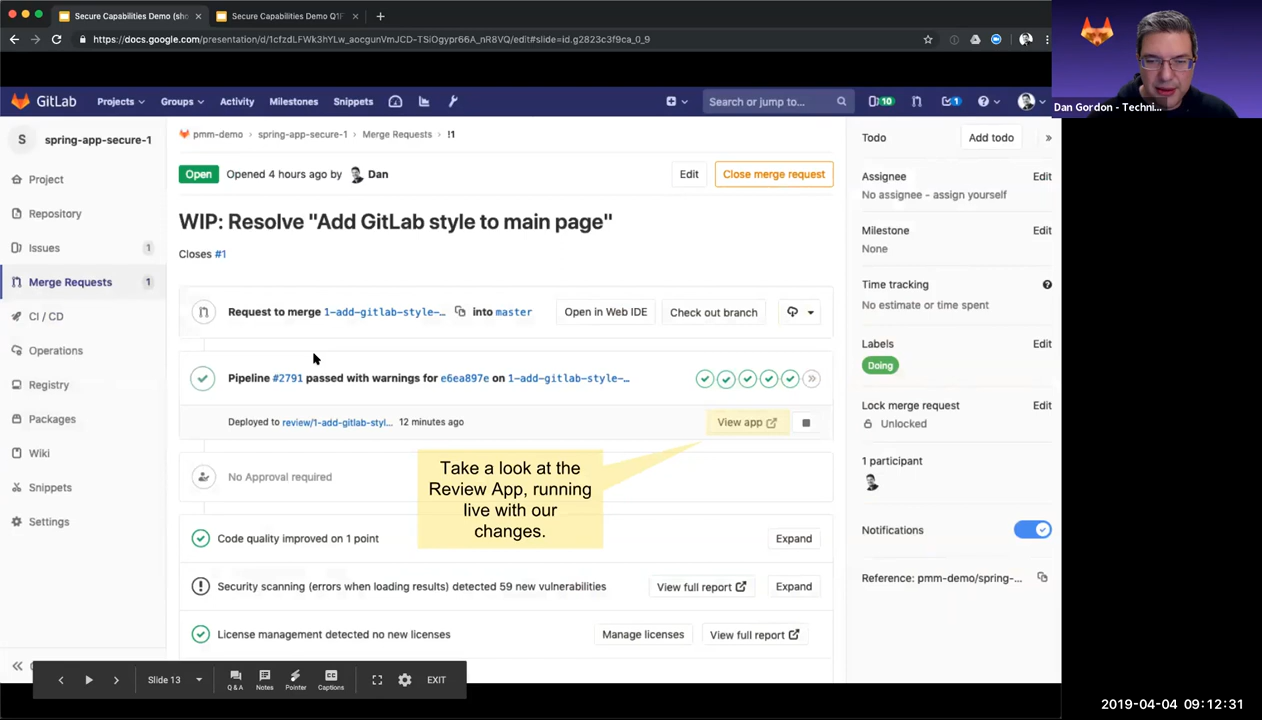 Secure Capabilities Demo (sho
Secure Capabilities Demo Q1F
https://docs.google.com/presentation/d/1cfzdLFWk3hYLw_aocgunVmJCD-TSiOgypr66A_nR8VQ/edit#slide=id.g2823c3f9ca_0_9
Dan Gordon - Techni...
GitLab Projects Groups Activity Milestones Snippets Search or jump to... 10 1
S spring-app-secure-1
Project
Repository
Issues 1
Merge Requests 1
CI / CD
Operations
Registry
Packages
Wiki
Snippets
Settings
pmm-demo › spring-app-secure-1 › Merge Requests › !1
Open Opened 4 hours ago by Dan Edit Close merge request
WIP: Resolve "Add GitLab style to main page"
Closes #1
Request to merge 1-add-gitlab-style-... into master Open in Web IDE Check out branch
Pipeline #2791 passed with warnings for e6ea897e on 1-add-gitlab-style-...
Deployed to review/1-add-gitlab-styl... 12 minutes ago View app
No Approval required
Take a look at the
Review App, running
live with our
changes.
Code quality improved on 1 point Expand
Security scanning (errors when loading results) detected 59 new vulnerabilities View full report Expand
License management detected no new licenses Manage licenses View full report
Todo Add todo »
Assignee Edit
No assignee - assign yourself
Milestone Edit
None
Time tracking ?
No estimate or time spent
Labels Edit
Doing
Lock merge request Edit
Unlocked
1 participant
Notifications
Reference: pmm-demo/spring-...
Slide 13 Q & A Notes Pointer Captions EXIT
2019-04-04 09:12:31